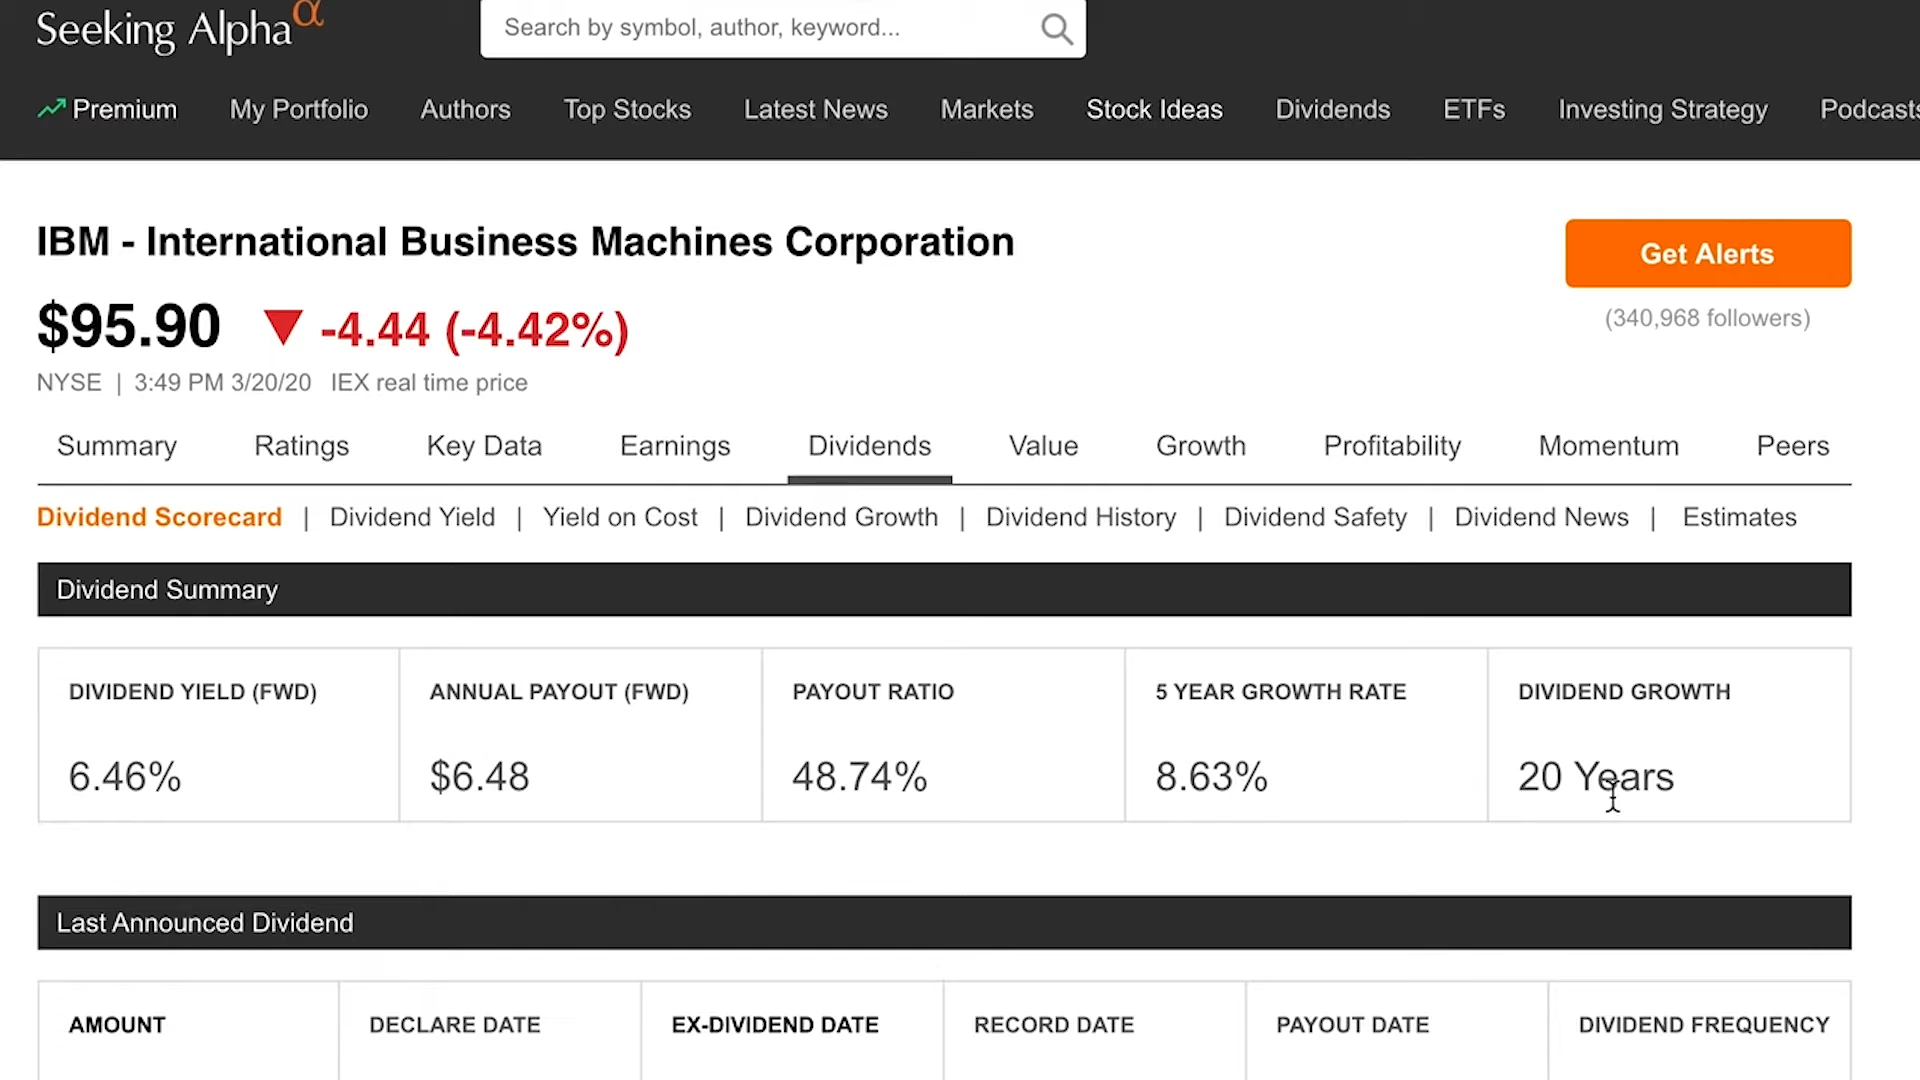 Seeking Alpha α
Search by symbol, author, keyword...
Premium My Portfolio Authors Top Stocks Latest News Markets Stock Ideas Dividends ETFs Investing Strategy Podcasts
IBM - International Business Machines Corporation
Get Alerts
$95.90 ▼ -4.44 (-4.42%)
(340,968 followers)
NYSE | 3:49 PM 3/20/20 IEX real time price
Summary Ratings Key Data Earnings Dividends Value Growth Profitability Momentum Peers
Dividend Scorecard | Dividend Yield | Yield on Cost | Dividend Growth | Dividend History | Dividend Safety | Dividend News | Estimates
Dividend Summary
DIVIDEND YIELD (FWD) ANNUAL PAYOUT (FWD) PAYOUT RATIO 5 YEAR GROWTH RATE DIVIDEND GROWTH
6.46% $6.48 48.74% 8.63% 20 Years
Last Announced Dividend
AMOUNT DECLARE DATE EX-DIVIDEND DATE RECORD DATE PAYOUT DATE DIVIDEND FREQUENCY